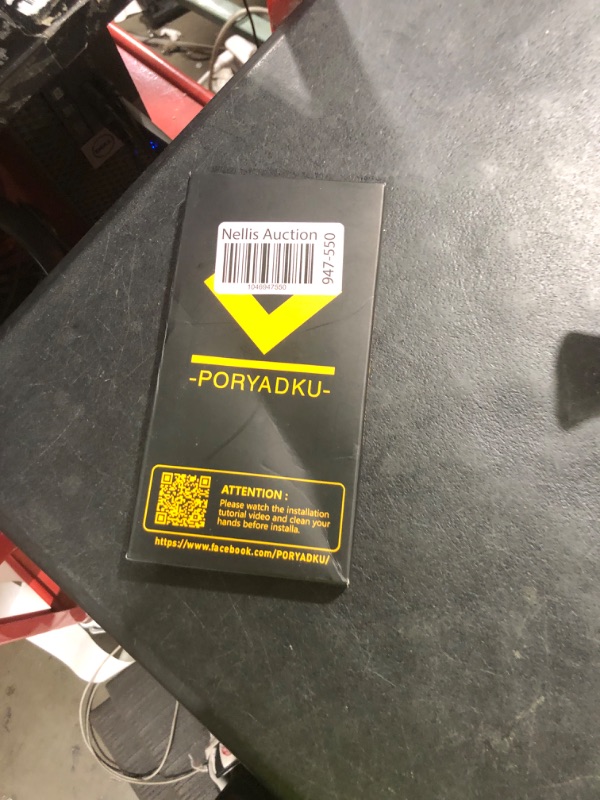 Nellis Auction
947-550
-PORYADKU-
ATTENTION :
Please watch the installation
tutorial video and clean your
hands before installa.
https://www.facebook.com/PORYADKU/